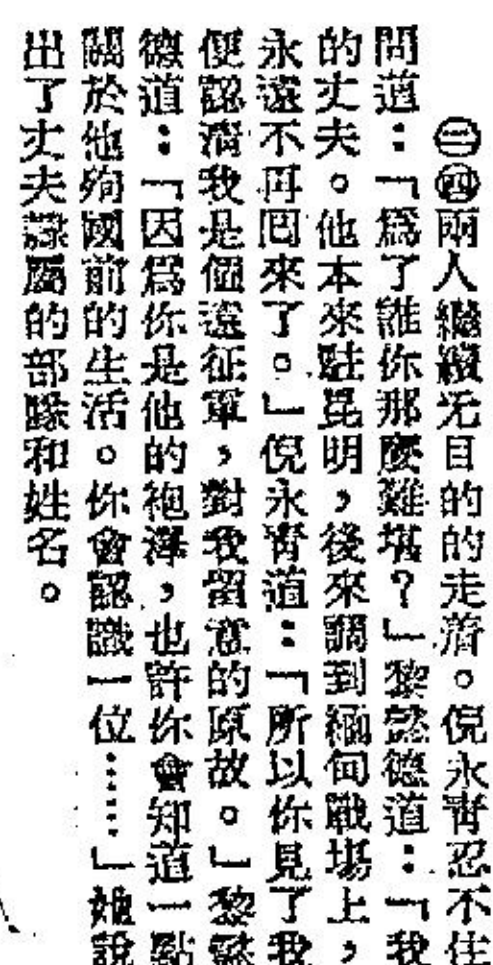 ㊂㊃兩人繼續无目的的走着。倪永青忍不住
問道：「爲了誰你那麼難堪？」黎懿德道：「我
的丈夫。他本來駐昆明，後來調到緬甸戰場上，
永遠不再囘來了。」倪永青道：「所以你見了我
便認淸我是個遠征軍，對我留意的原故。」黎懿
德道：「因爲你是他的袍澤，也許你會知道一點
關於他殉國前的生活。你會認識一位……」她說
出了丈夫隸屬的部隊和姓名。